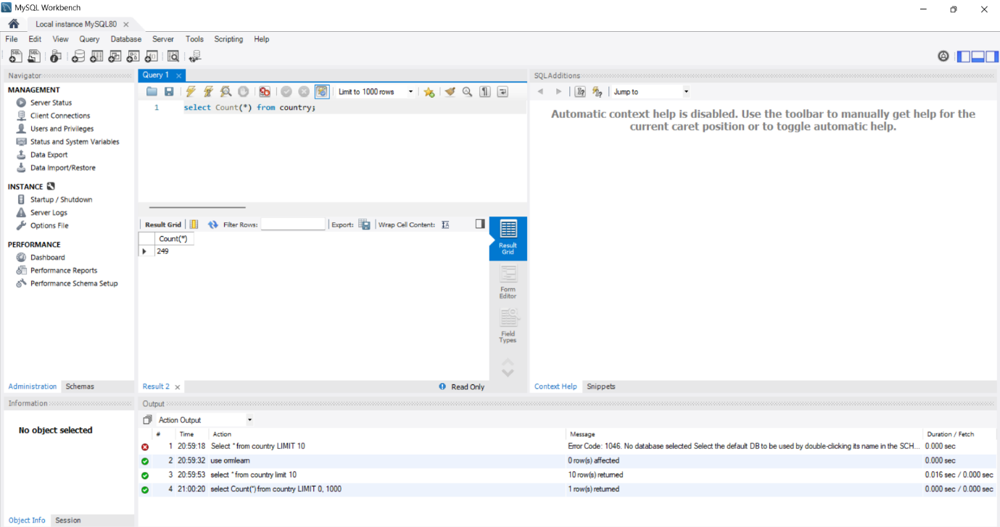 MySQL Workbench
Local instance MySQL80
File Edit View Query Database Server Tools Scripting Help
Navigator
MANAGEMENT
Server Status
Client Connections
Users and Privileges
Status and System Variables
Data Export
Data Import/Restore
INSTANCE
Startup / Shutdown
Server Logs
Options File
PERFORMANCE
Dashboard
Performance Reports
Performance Schema Setup
Administration Schemas
Information
No object selected
Object Info Session
Query 1
Limit to 1000 rows
1 select Count(*) from country;
Result Grid Filter Rows: Export: Wrap Cell Content:
Count(*)
249
Result
Grid
Form
Editor
Field
Types
Result 2 Read Only
SQLAdditions
Jump to
Automatic context help is disabled. Use the toolbar to manually get help for the
current caret position or to toggle automatic help.
Context Help Snippets
Output
Action Output
# Time Action Message Duration / Fetch
1 20:59:18 Select * from country LIMIT 10 Error Code: 1046. No database selected Select the default DB to be used by double-clicking its name in the SCH... 0.000 sec
2 20:59:32 use ormlearn 0 row(s) affected 0.000 sec
3 20:59:53 select * from country limit 10 10 row(s) returned 0.016 sec / 0.000 sec
4 21:00:20 select Count(*) from country LIMIT 0, 1000 1 row(s) returned 0.000 sec / 0.000 sec